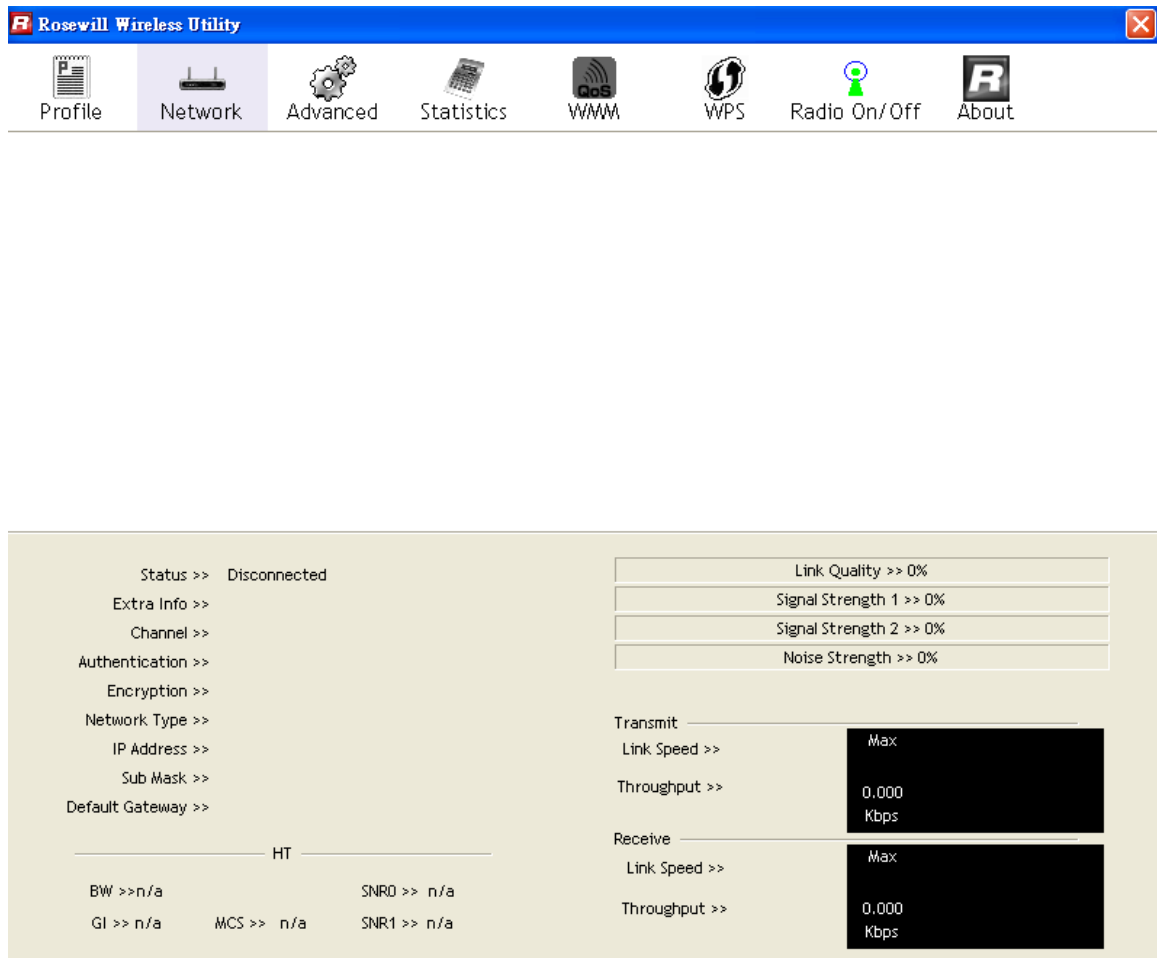 Rosewill Wireless Utility
Profile Network Advanced Statistics QoS WMM WPS Radio On/Off About
Status >> Disconnected
Extra Info >>
Channel >>
Authentication >>
Encryption >>
Network Type >>
IP Address >>
Sub Mask >>
Default Gateway >>
HT
BW >>n/a SNR0 >> n/a
GI >> n/a MCS >> n/a SNR1 >> n/a
Link Quality >> 0%
Signal Strength 1 >> 0%
Signal Strength 2 >> 0%
Noise Strength >> 0%
Transmit
Link Speed >>
Max
Throughput >>
0.000
Kbps
Receive
Link Speed >>
Max
Throughput >>
0.000
Kbps